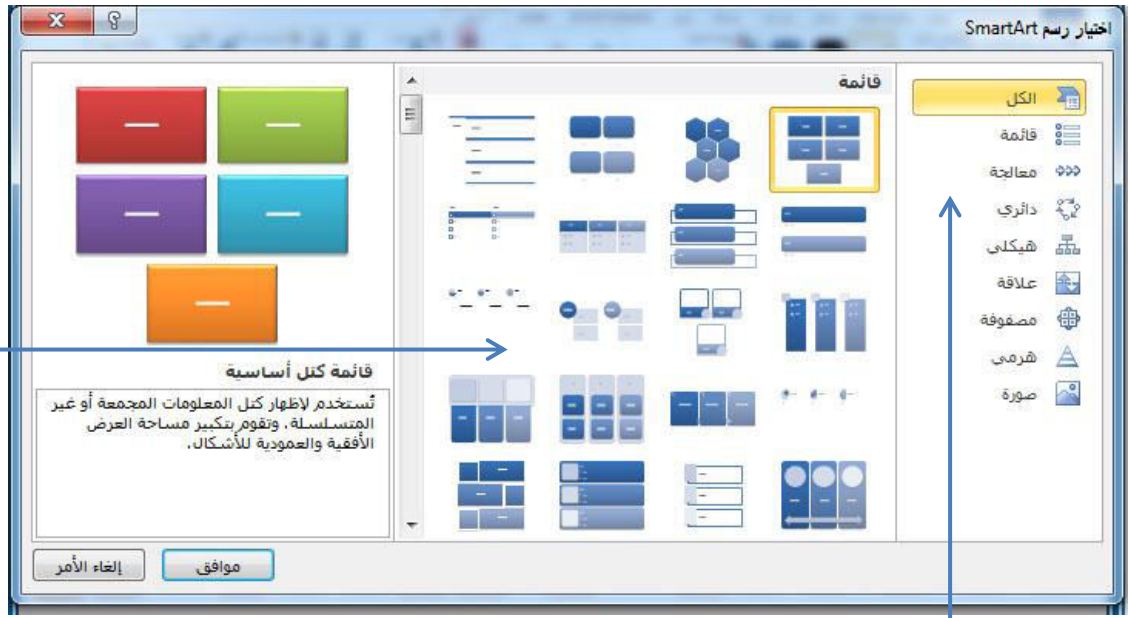 اختيار رسم SmartArt
الكل
قائمة
معالجة
دائري
هيكلي
علاقة
مصفوفة
هرمي
صورة
قائمة
قائمة كتل أساسية
تُستخدم لإظهار كتل المعلومات المجمعة أو غير
المتسلسلة. وتقوم بتكبير مساحة العرض
الأفقية والعمودية للأشكال.
موافق
إلغاء الأمر